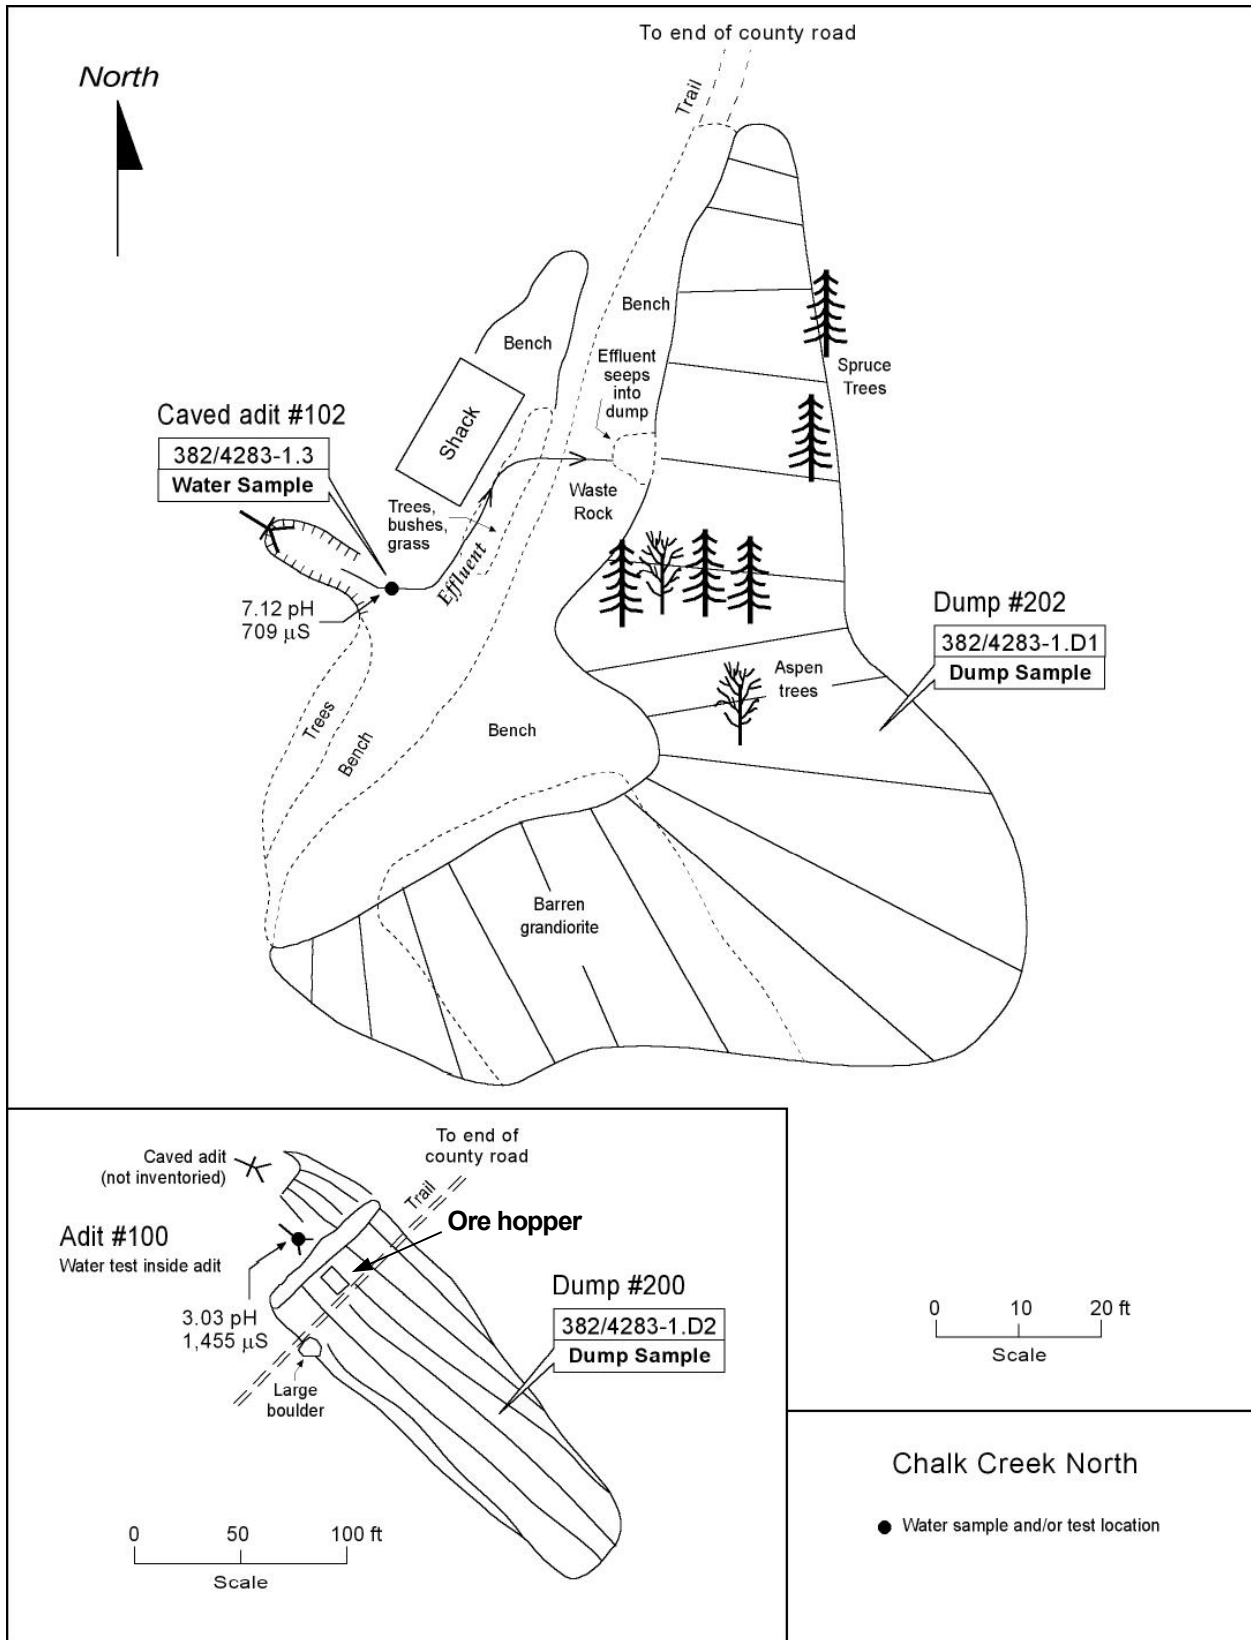 To end of county road
North
Trail
Bench
Bench
Effluent
seeps
into
dump
Spruce
Trees
Caved adit #102
382/4283-1.3
Water Sample
Shack
Trees,
bushes,
grass
Waste
Rock
Effluent
7.12 pH
709 µS
Dump #202
382/4283-1.D1
Dump Sample
Aspen
trees
Trees
Bench
Bench
Barren
grandiorite
To end of
county road
Caved adit
(not inventoried)
Trail
Ore hopper
Adit #100
Water test inside adit
3.03 pH
1,455 µS
Dump #200
382/4283-1.D2
Dump Sample
Large
boulder
0 50 100 ft
Scale
0 10 20 ft
Scale
Chalk Creek North
Water sample and/or test location